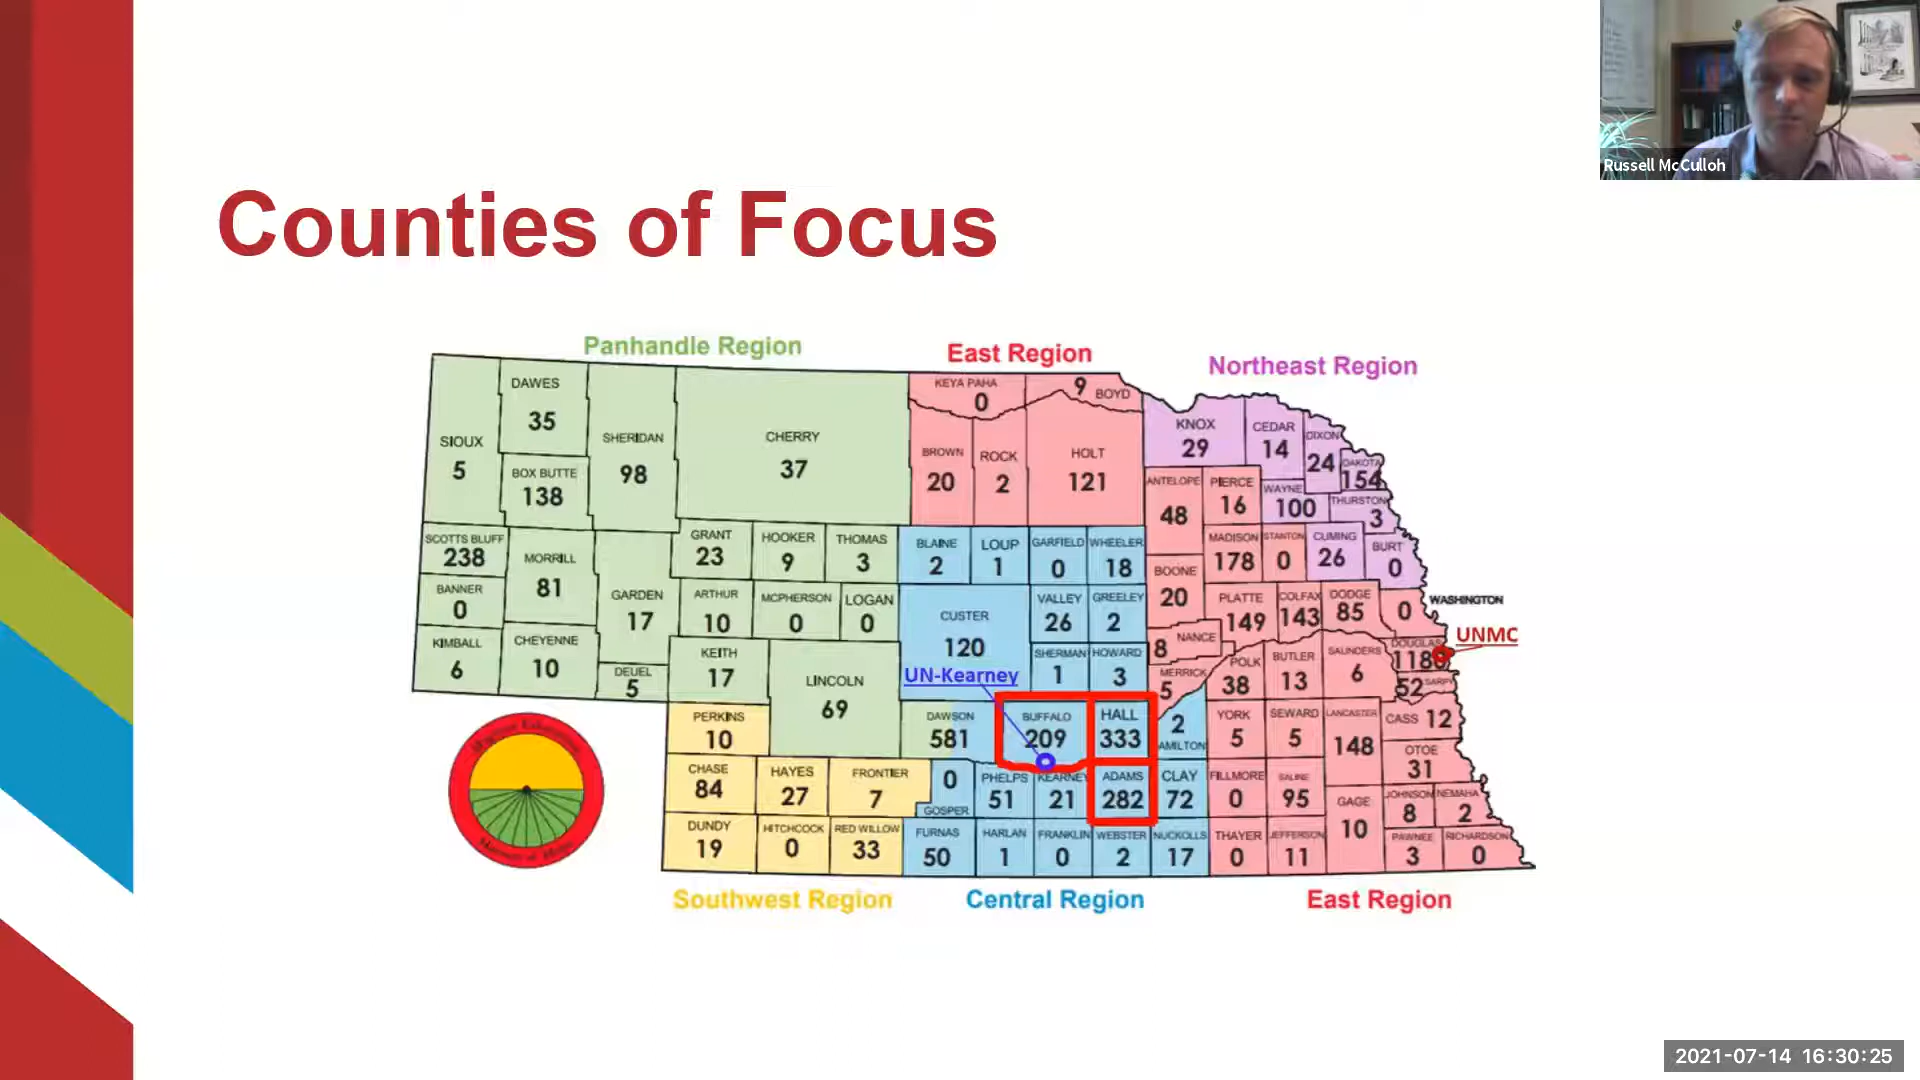 Russell McCulloh
Counties of Focus
Panhandle Region
East Region
Northeast Region
SIOUX
5
DAWES
35
BOX BUTTE
138
SHERIDAN
98
CHERRY
37
KEYA PAHA
0
9
BOYD
BROWN
20
ROCK
2
HOLT
121
KNOX
29
CEDAR
14
DIXON
24
DAKOTA
154
ANTELOPE
48
PIERCE
16
WAYNE
100
THURSTON
3
SCOTTS BLUFF
238
MORRILL
81
GRANT
23
HOOKER
9
THOMAS
3
BLAINE
2
LOUP
1
GARFIELD
0
WHEELER
18
MADISON
178
STANTON
0
CUMING
26
BURT
0
BANNER
0
GARDEN
17
ARTHUR
10
MCPHERSON
0
LOGAN
0
CUSTER
120
VALLEY
26
GREELEY
2
BOONE
20
PLATTE
149
COLFAX
143
DODGE
85
0
WASHINGTON
KIMBALL
6
CHEYENNE
10
DEUEL
5
KEITH
17
LINCOLN
69
UN-Kearney
SHERMAN
1
HOWARD
3
8
NANCE
MERRICK
5
POLK
38
BUTLER
13
SAUNDERS
6
DOUGLAS
UNMC
52
SARPY
PERKINS
10
DAWSON
581
BUFFALO
209
HALL
333
2
AMILTON
YORK
5
SEWARD
5
LANCASTER
148
CASS 12
OTOE
31
CHASE
84
HAYES
27
FRONTIER
7
0
GOSPER
PHELPS
51
KEARNEY
21
ADAMS
282
CLAY
72
FILLMORE
0
SALINE
95
GAGE
10
JOHNSON
8
NEMAHA
2
DUNDY
19
HITCHCOCK
0
RED WILLOW
33
FURNAS
50
HARLAN
1
FRANKLIN
0
WEBSTER
2
NUCKOLLS
17
THAYER
0
JEFFERSON
11
PAWNEE
3
RICHARDSON
0
Southwest Region
Central Region
East Region
2021-07-14 16:30:25